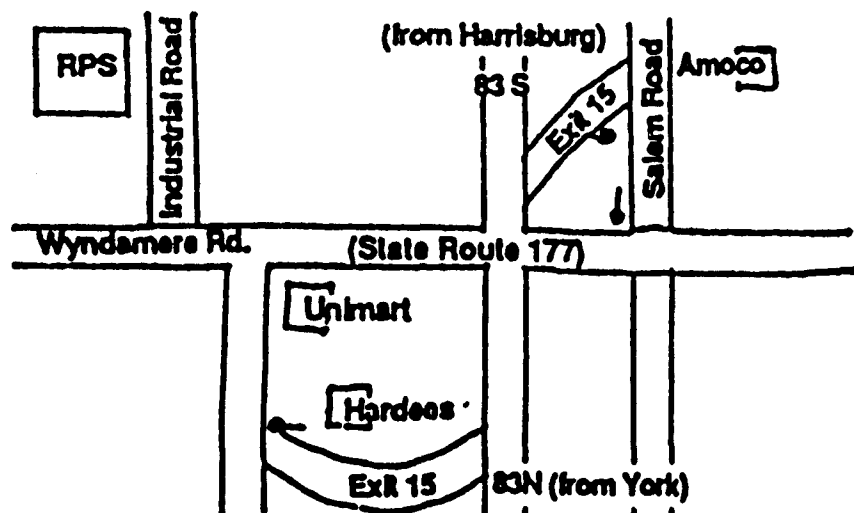 (from Harrisburg)
83 S
RPS
Industrial Road
Exit 15
Salem Road
Amoco
Wyndamere Rd.
(State Route 177)
Unimart
Hardees
Exit 15
83N (from York)